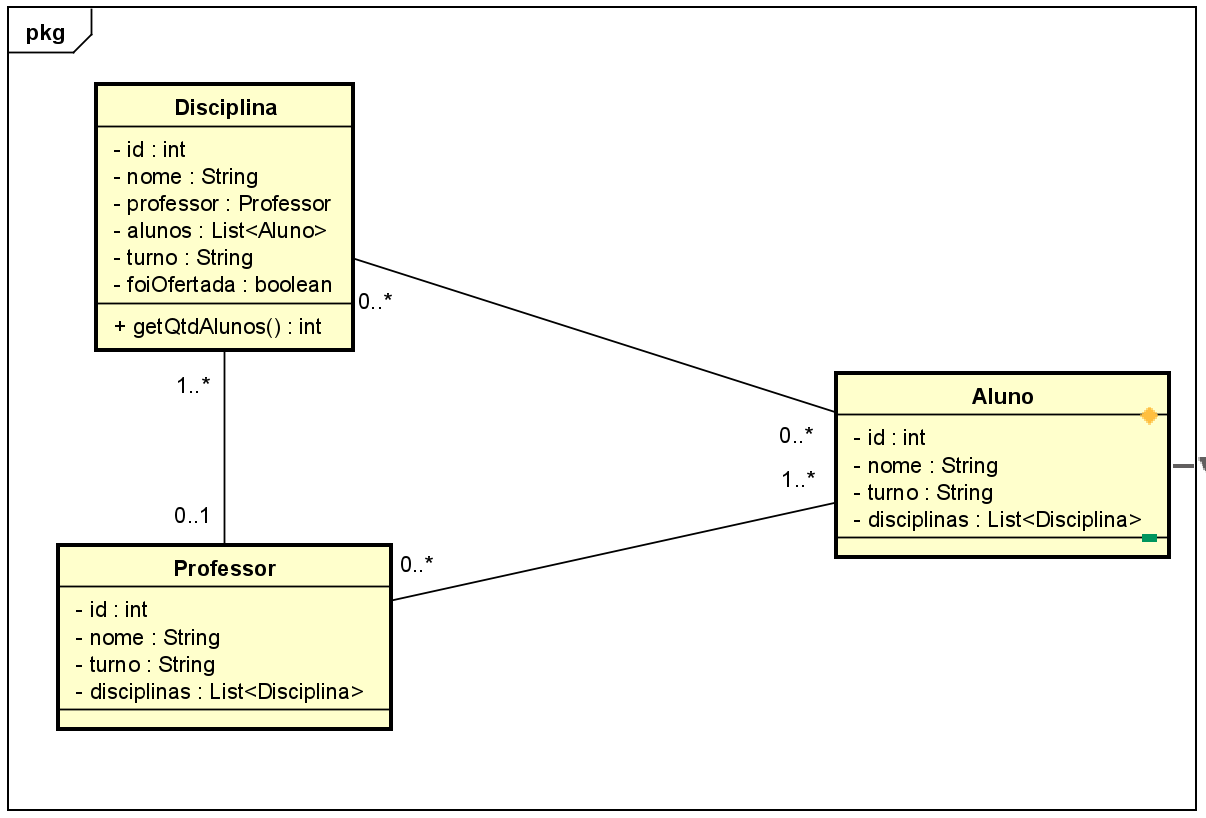 pkg
Disciplina
- id : int
- nome : String
- professor : Professor
- alunos : List<Aluno>
- turno : String
- foiOfertada : boolean
+ getQtdAlunos() : int
0..*
1..*
0..1
0..*
1..*
Aluno
- id : int
- nome : String
- turno : String
- disciplinas : List<Disciplina>
Professor
- id : int
- nome : String
- turno : String
- disciplinas : List<Disciplina>
0..*